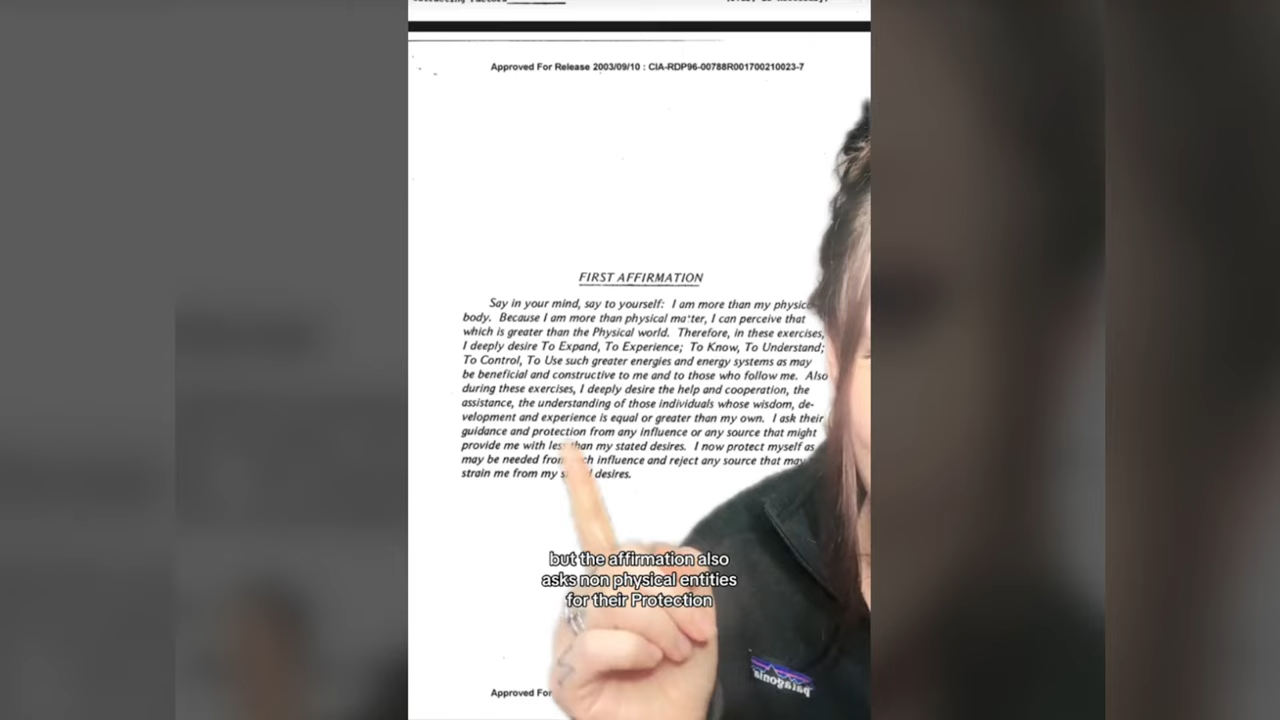 Approved For Release 2003/09/10 : CIA-RDP96-00788R001700210023-7
FIRST AFFIRMATION
Say in your mind, say to yourself: I am more than my
body. Because I am more than physical matter, I can perceive that
which is greater than the Physical world. Therefore, in these exercises,
I deeply desire To Expand, To Experience; To Know, To Understand;
To Control, To Use such greater energies and energy systems as may
be beneficial and constructive to me and to those who follow me. Also
during these exercises, I deeply desire the help and cooperation, the
assistance, the understanding of those individuals whose wisdom, de-
velopment and experience is equal or greater than my own. I ask their
guidance and protection from any influence or any source that might
provide me with less than my stated desires. I now protect myself as
may be needed from influence and reject any source that may
strain me from my desires.
but the affirmation also
asks non physical entities
for their Protection
Approved For
patagonia